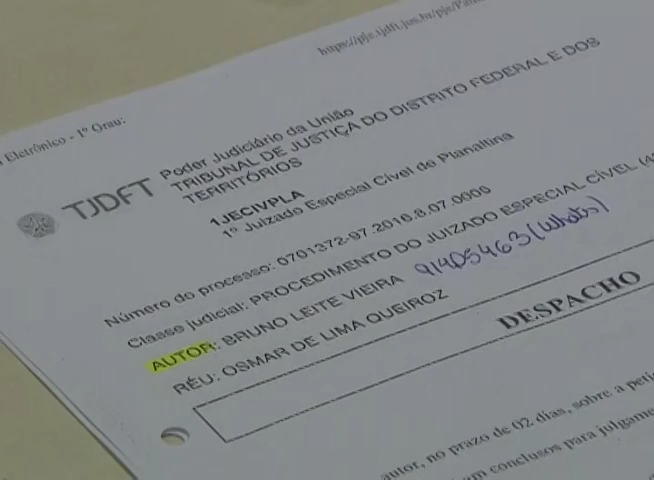 https://pje.tjdft.jus.br/pje/Pain
Eletrônico - 1º Grau:
TJDFT
Poder Judiciário da União
TRIBUNAL DE JUSTIÇA DO DISTRITO FEDERAL E DOS
TERRITÓRIOS
1JECIVPLA
1º Juizado Especial Cível de Planaltina
Número do processo: 0701372-97.2016.8.07.0000
Classe judicial: PROCEDIMENTO DO JUIZADO ESPECIAL CÍVEL (4
AUTOR: BRUNO LEITE VIEIRA 91405463 (Whats)
RÉU: OSMAR DE LIMA QUEIROZ
DESPACHO
autor, no prazo de 02 dias, sobre a peti
conclusos para julgame